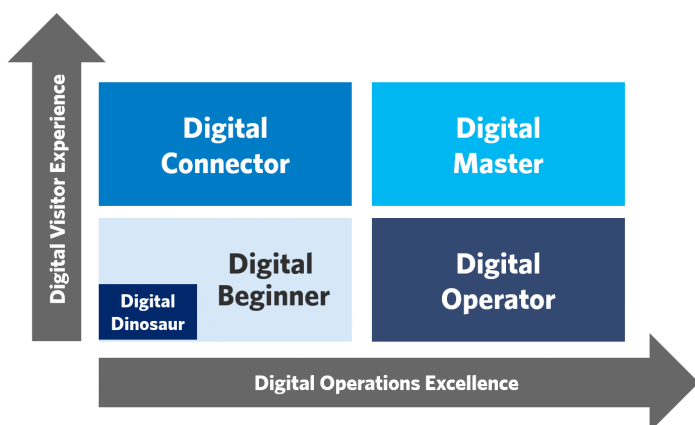 Digital Visitor Experience
Digital
Connector
Digital
Master
Digital
Beginner
Digital
Dinosaur
Digital
Operator
Digital Operations Excellence